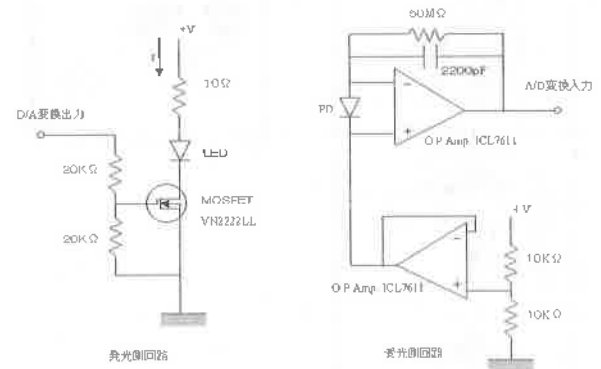 +V
10Ω
D/A変換出力
LED
20KΩ
MOSFET
VN2222LL
20KΩ
発光側回路
50MΩ
2200pF
A/D変換入力
PD
-
+
OP Amp. ICL7611
+V
-
+
10KΩ
OP Amp. ICL7611
10KΩ
受光側回路